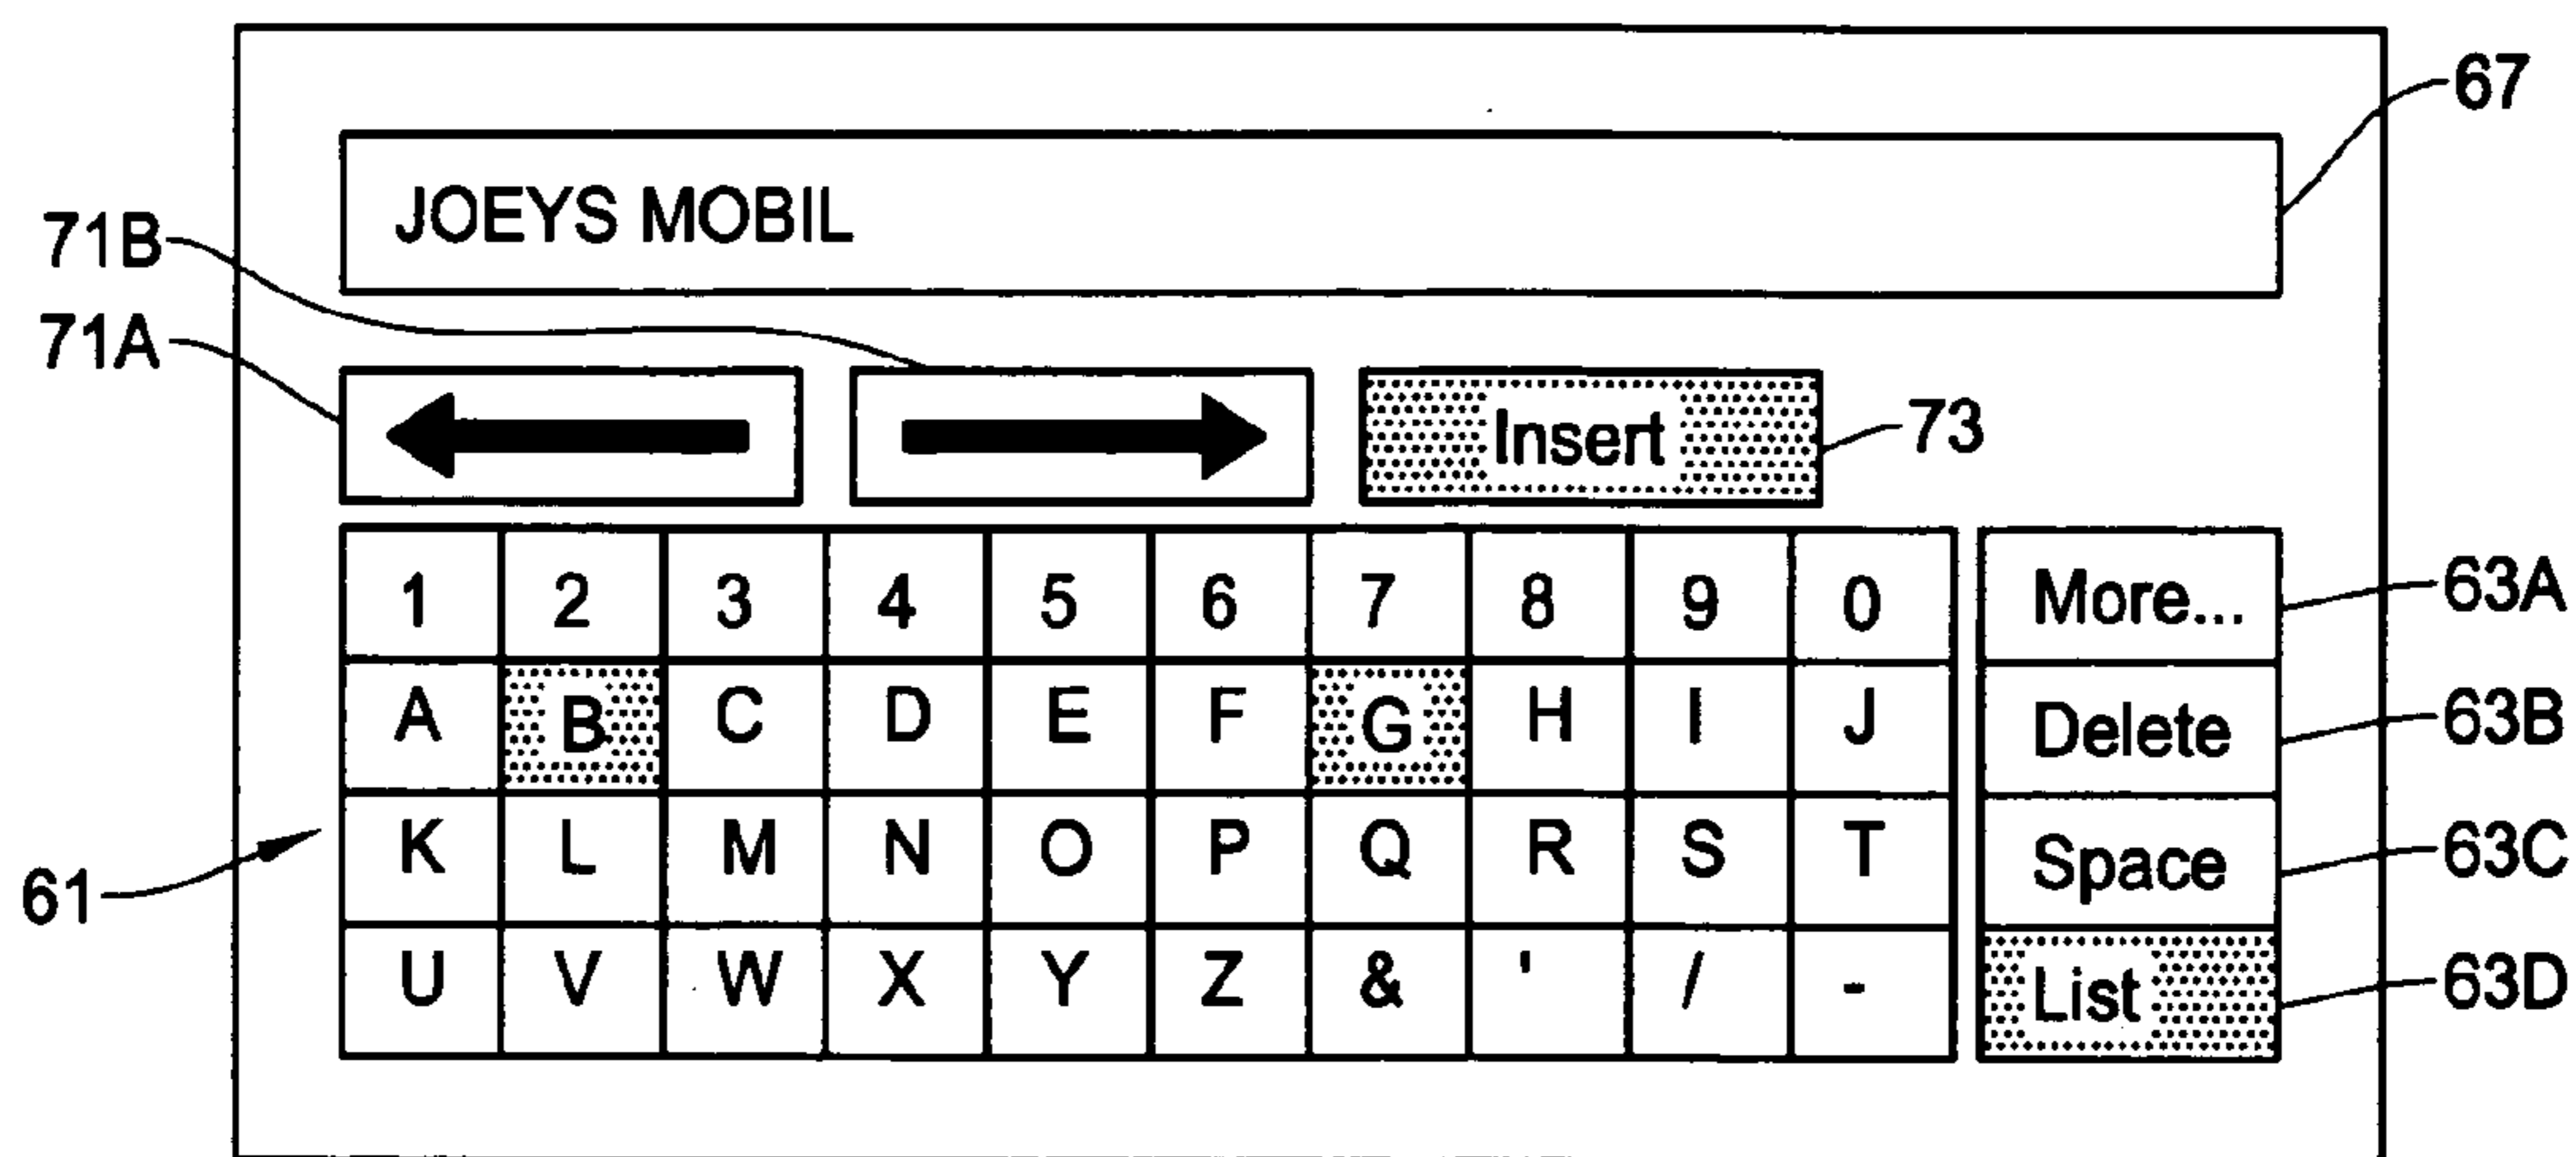 67
JOEYS MOBIL
71B
71A
Insert
73
1 2 3 4 5 6 7 8 9 0 More... 63A
A B C D E F G H I J Delete 63B
K L M N O P Q R S T Space 63C
61
U V W X Y Z & ' / - List 63D